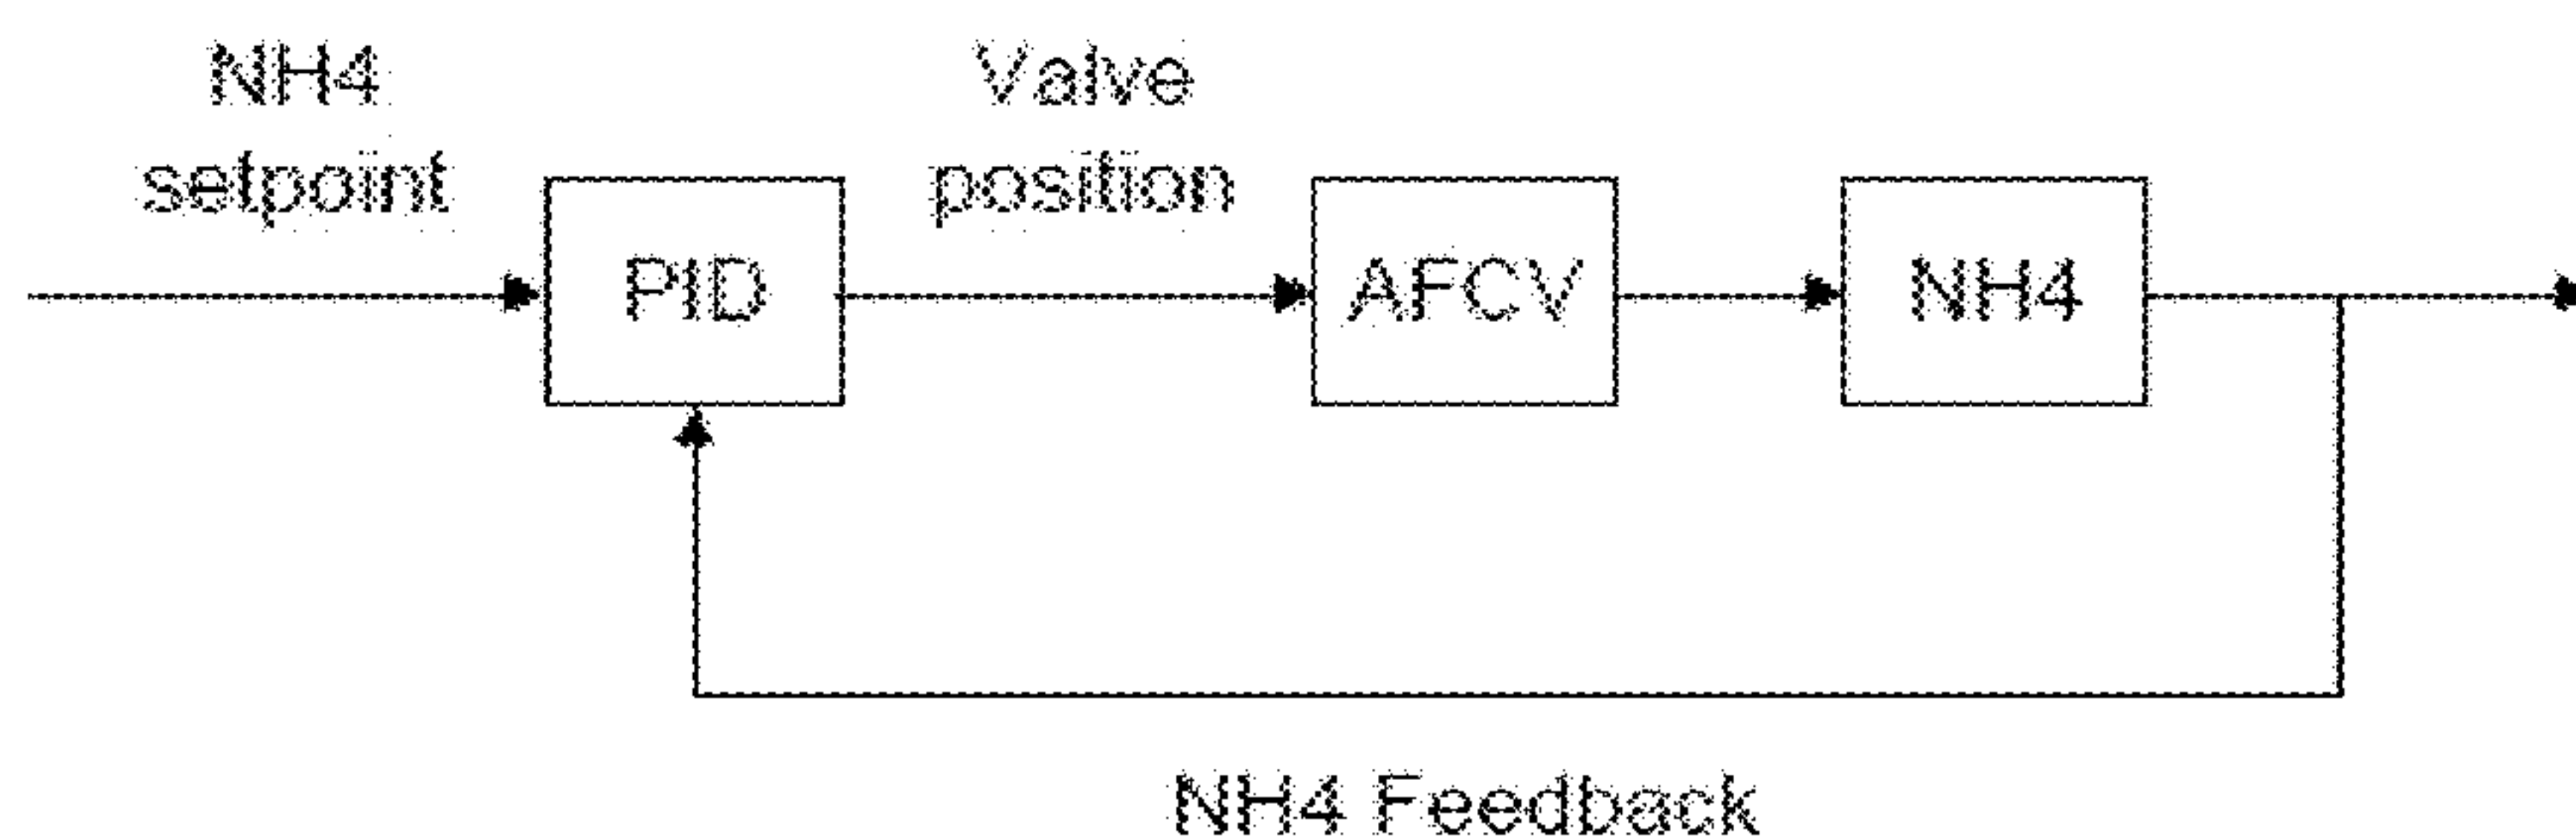 NH4
setpoint
Valve
position
PID
AFCV
NH4
NH4 Feedback